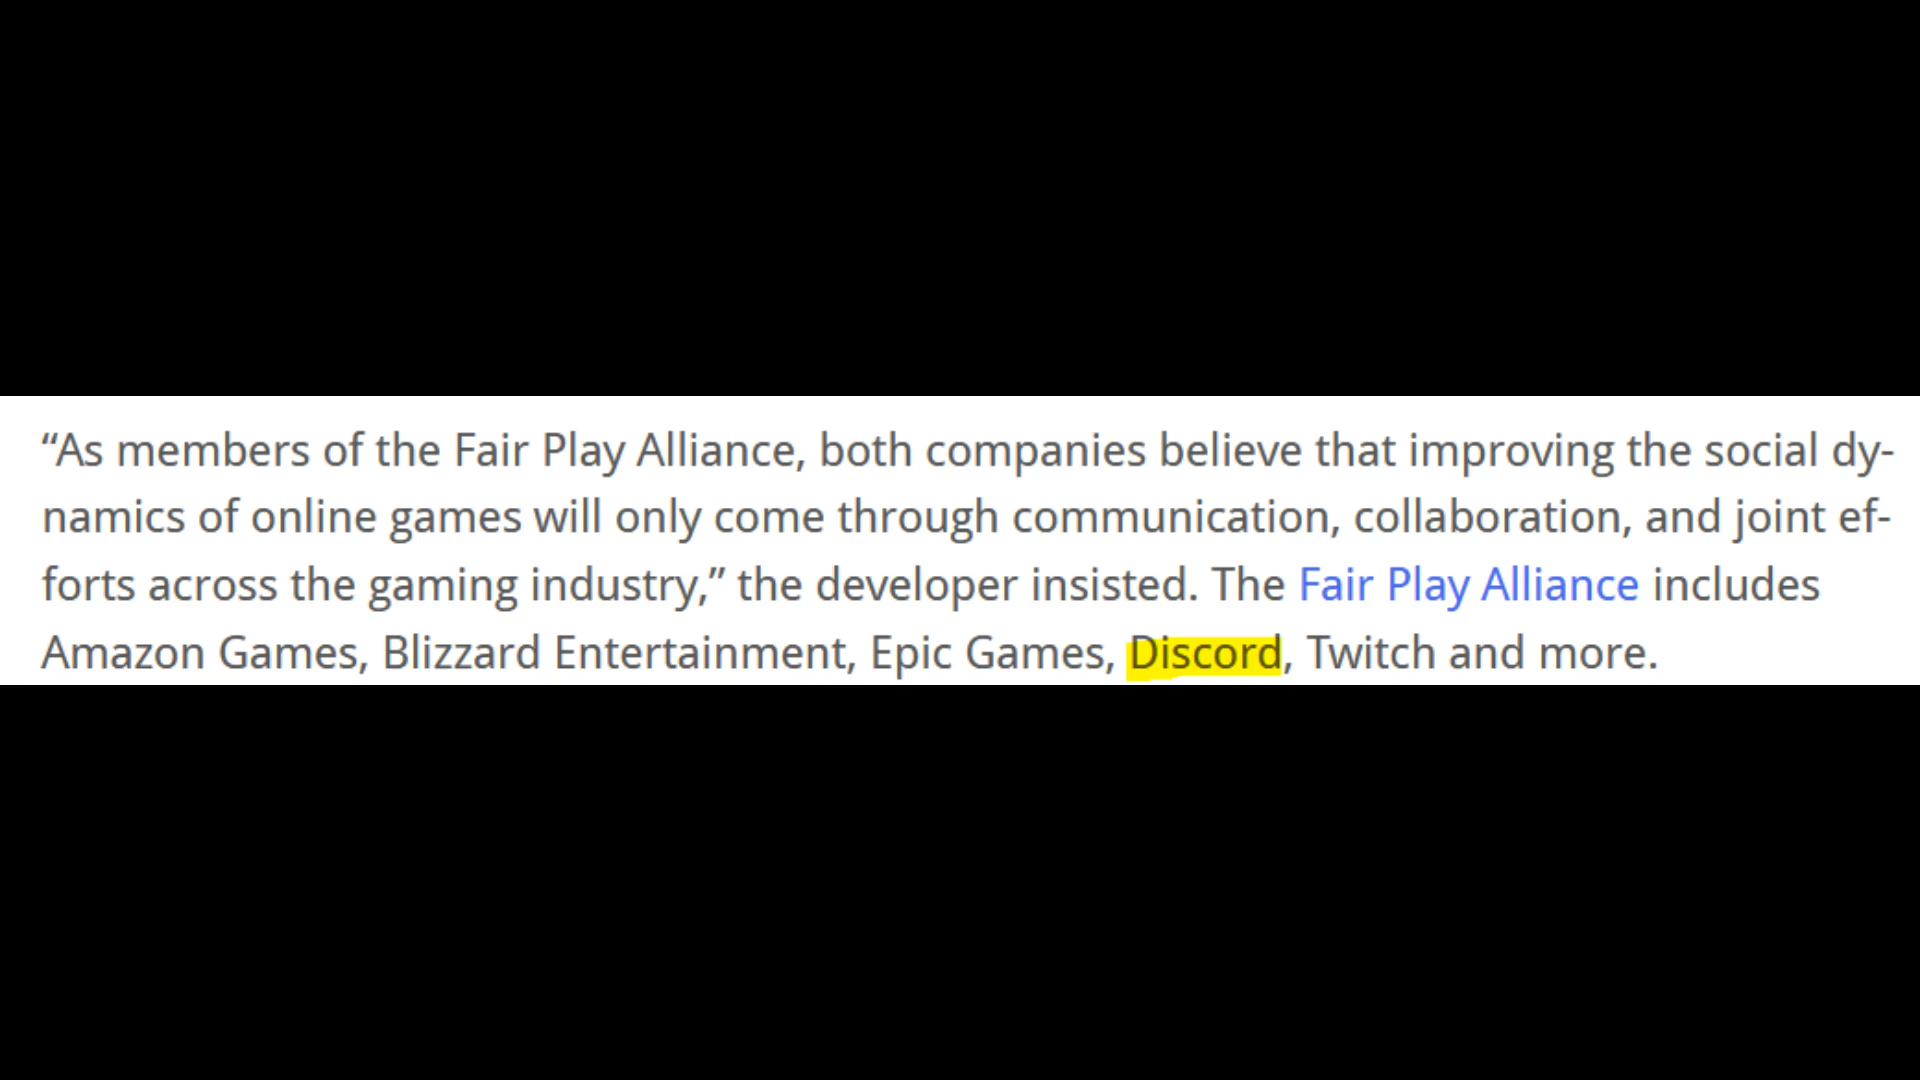 “As members of the Fair Play Alliance, both companies believe that improving the social dy-
namics of online games will only come through communication, collaboration, and joint ef-
forts across the gaming industry,” the developer insisted. The Fair Play Alliance includes
Amazon Games, Blizzard Entertainment, Epic Games, Discord, Twitch and more.